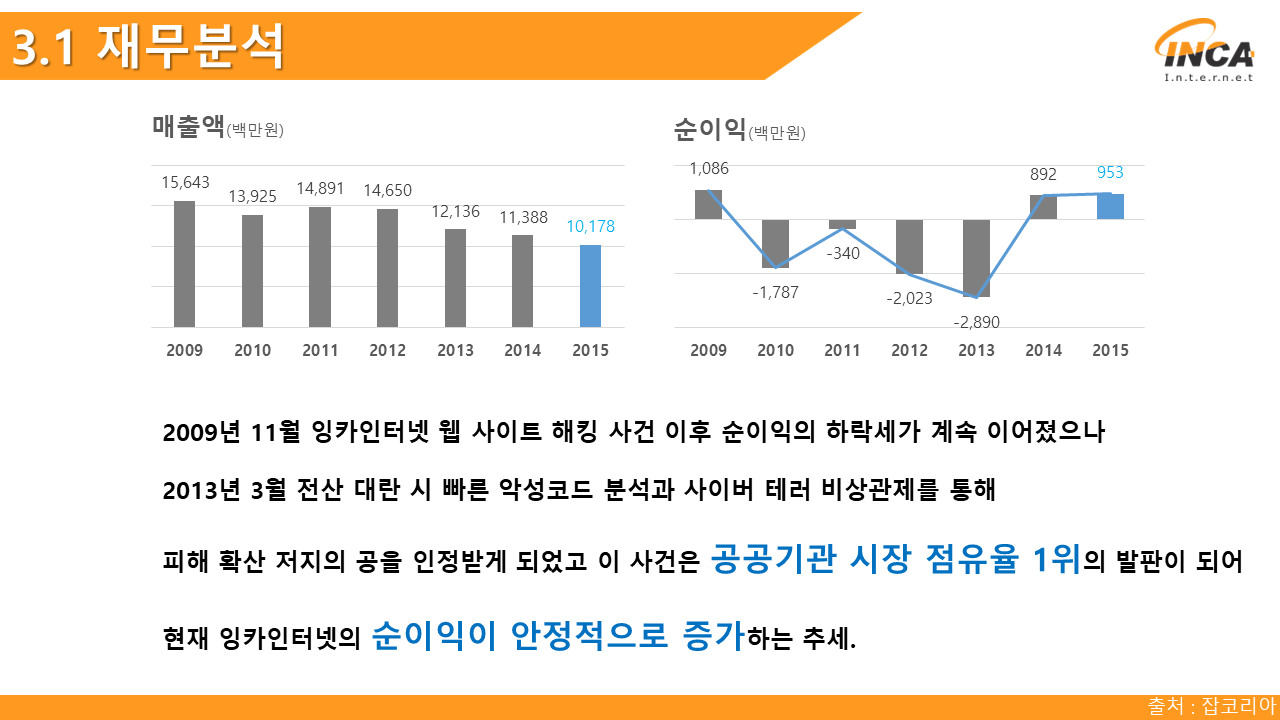 3.1 재무분석
INCA
I.n.t.e.r.n.e.t
매출액(백만원)
15,643
13,925
14,891
14,650
12,136
11,388
10,178
2009 2010 2011 2012 2013 2014 2015
순이익(백만원)
1,086
-1,787
-340
-2,023
-2,890
892
953
2009 2010 2011 2012 2013 2014 2015
2009년 11월 잉카인터넷 웹 사이트 해킹 사건 이후 순이익의 하락세가 계속 이어졌으나
2013년 3월 전산 대란 시 빠른 악성코드 분석과 사이버 테러 비상관제를 통해
피해 확산 저지의 공을 인정받게 되었고 이 사건은 공공기관 시장 점유율 1위의 발판이 되어
현재 잉카인터넷의 순이익이 안정적으로 증가하는 추세.
출처 : 잡코리아